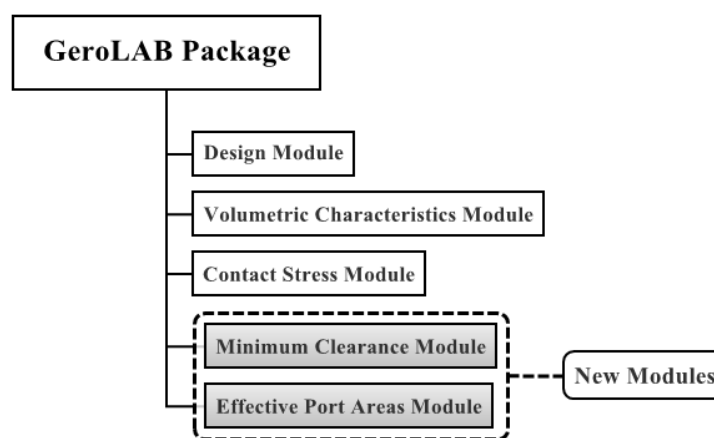 GeroLAB Package
Design Module
Volumetric Characteristics Module
Contact Stress Module
Minimum Clearance Module
New Modules
Effective Port Areas Module